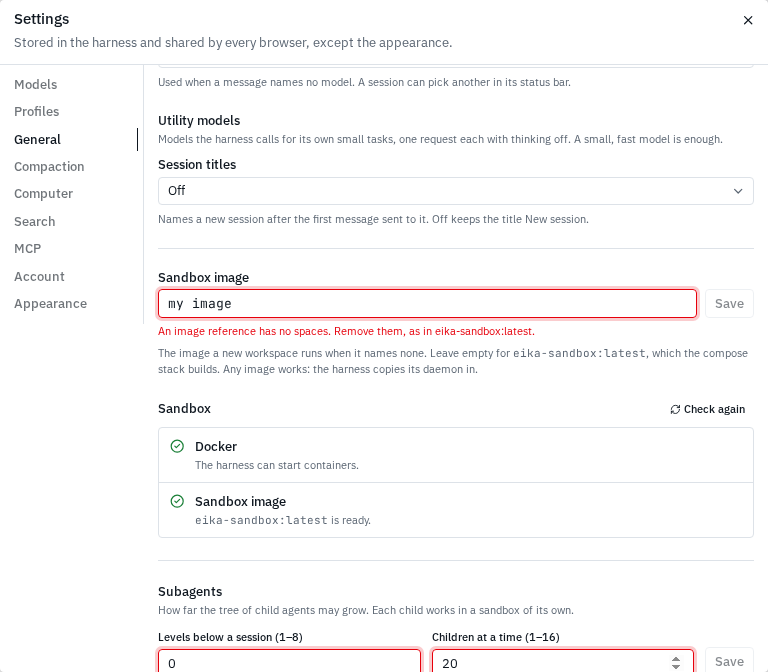 Settings
Stored in the harness and shared by every browser, except the appearance.
Models
Profiles
General
Compaction
Computer
Search
MCP
Account
Appearance
Used when a message names no model. A session can pick another in its status bar.
Utility models
Models the harness calls for its own small tasks, one request each with thinking off. A small, fast model is enough.
Session titles
Off
Names a new session after the first message sent to it. Off keeps the title New session.
Sandbox image
my image
Save
An image reference has no spaces. Remove them, as in eika-sandbox:latest.
The image a new workspace runs when it names none. Leave empty for eika-sandbox:latest, which the compose
stack builds. Any image works: the harness copies its daemon in.
Sandbox
Check again
Docker
The harness can start containers.
Sandbox image
eika-sandbox:latest is ready.
Subagents
How far the tree of child agents may grow. Each child works in a sandbox of its own.
Levels below a session (1–8)
Children at a time (1–16)
0
20
Save